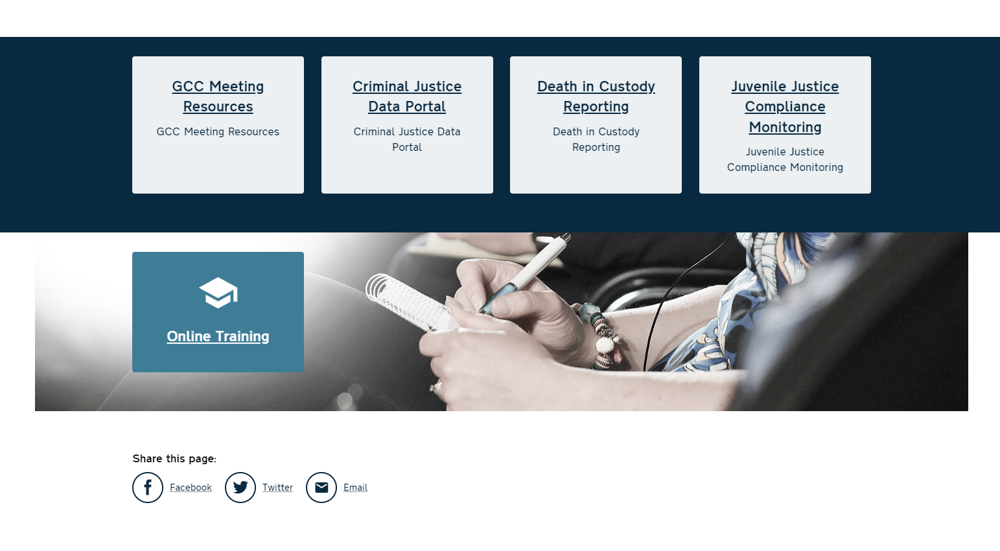 GCC Meeting
Resources
GCC Meeting Resources
Criminal Justice
Data Portal
Criminal Justice Data
Portal
Death in Custody
Reporting
Death in Custody
Reporting
Juvenile Justice
Compliance
Monitoring
Juvenile Justice
Compliance Monitoring
Online Training
Share this page:
Facebook
Twitter
Email